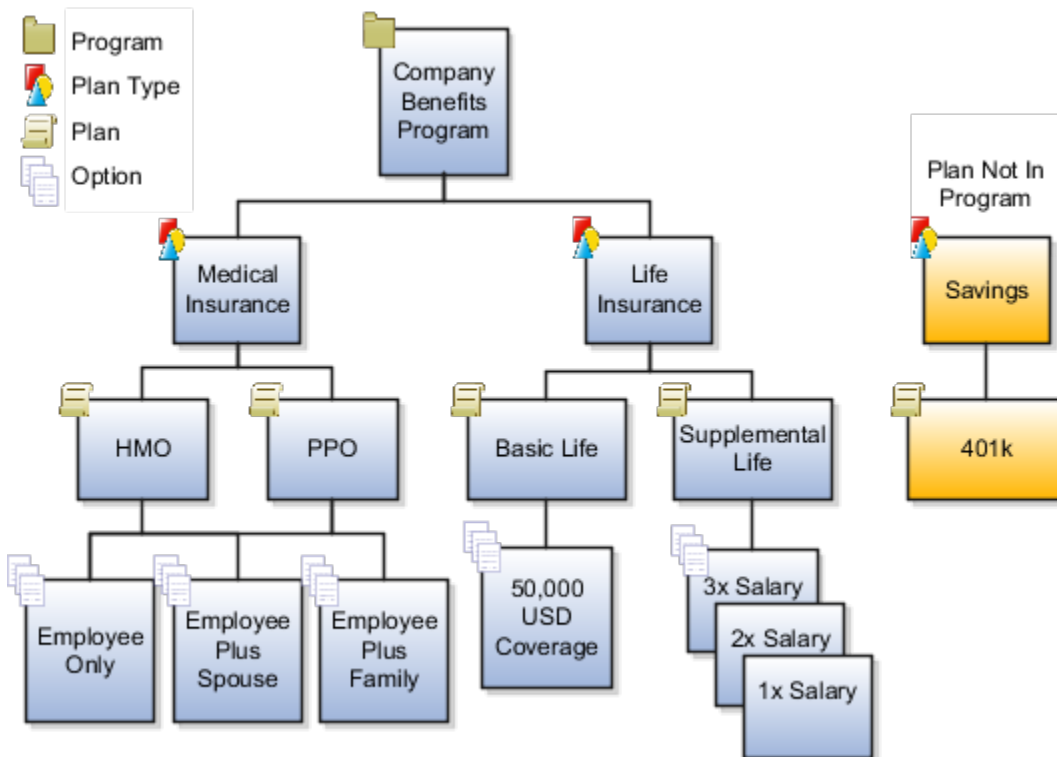 Program
Plan Type
Plan
Option
Company
Benefits
Program
Plan Not In
Program
Medical
Insurance
Life
Insurance
Savings
HMO
PPO
Basic Life
Supplemental
Life
401k
Employee
Only
Employee
Plus
Spouse
Employee
Plus
Family
50,000
USD
Coverage
3x Salary
2x Salary
1x Salary